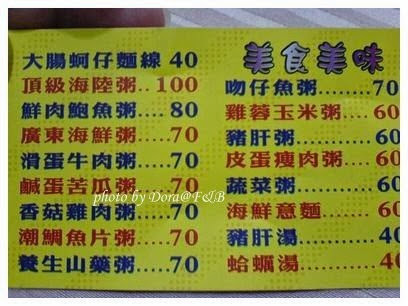 大腸蚵仔麵線 40
頂級海陸粥..100
鮮肉鮑魚粥...80
廣東海鮮粥...70
滑蛋牛肉粥...70
鹹蛋苦瓜粥...70
香菇雞肉粥...70
潮鯛魚片粥...70
養生山藥粥...70
美食美味
吻仔魚粥.......70
雞蓉玉米粥....60
豬肝粥..........60
皮蛋瘦肉粥....60
蔬菜粥..........60
海鮮意麵.......60
豬肝湯..........40
蛤蠣湯..........40
photo by Dora@F&B